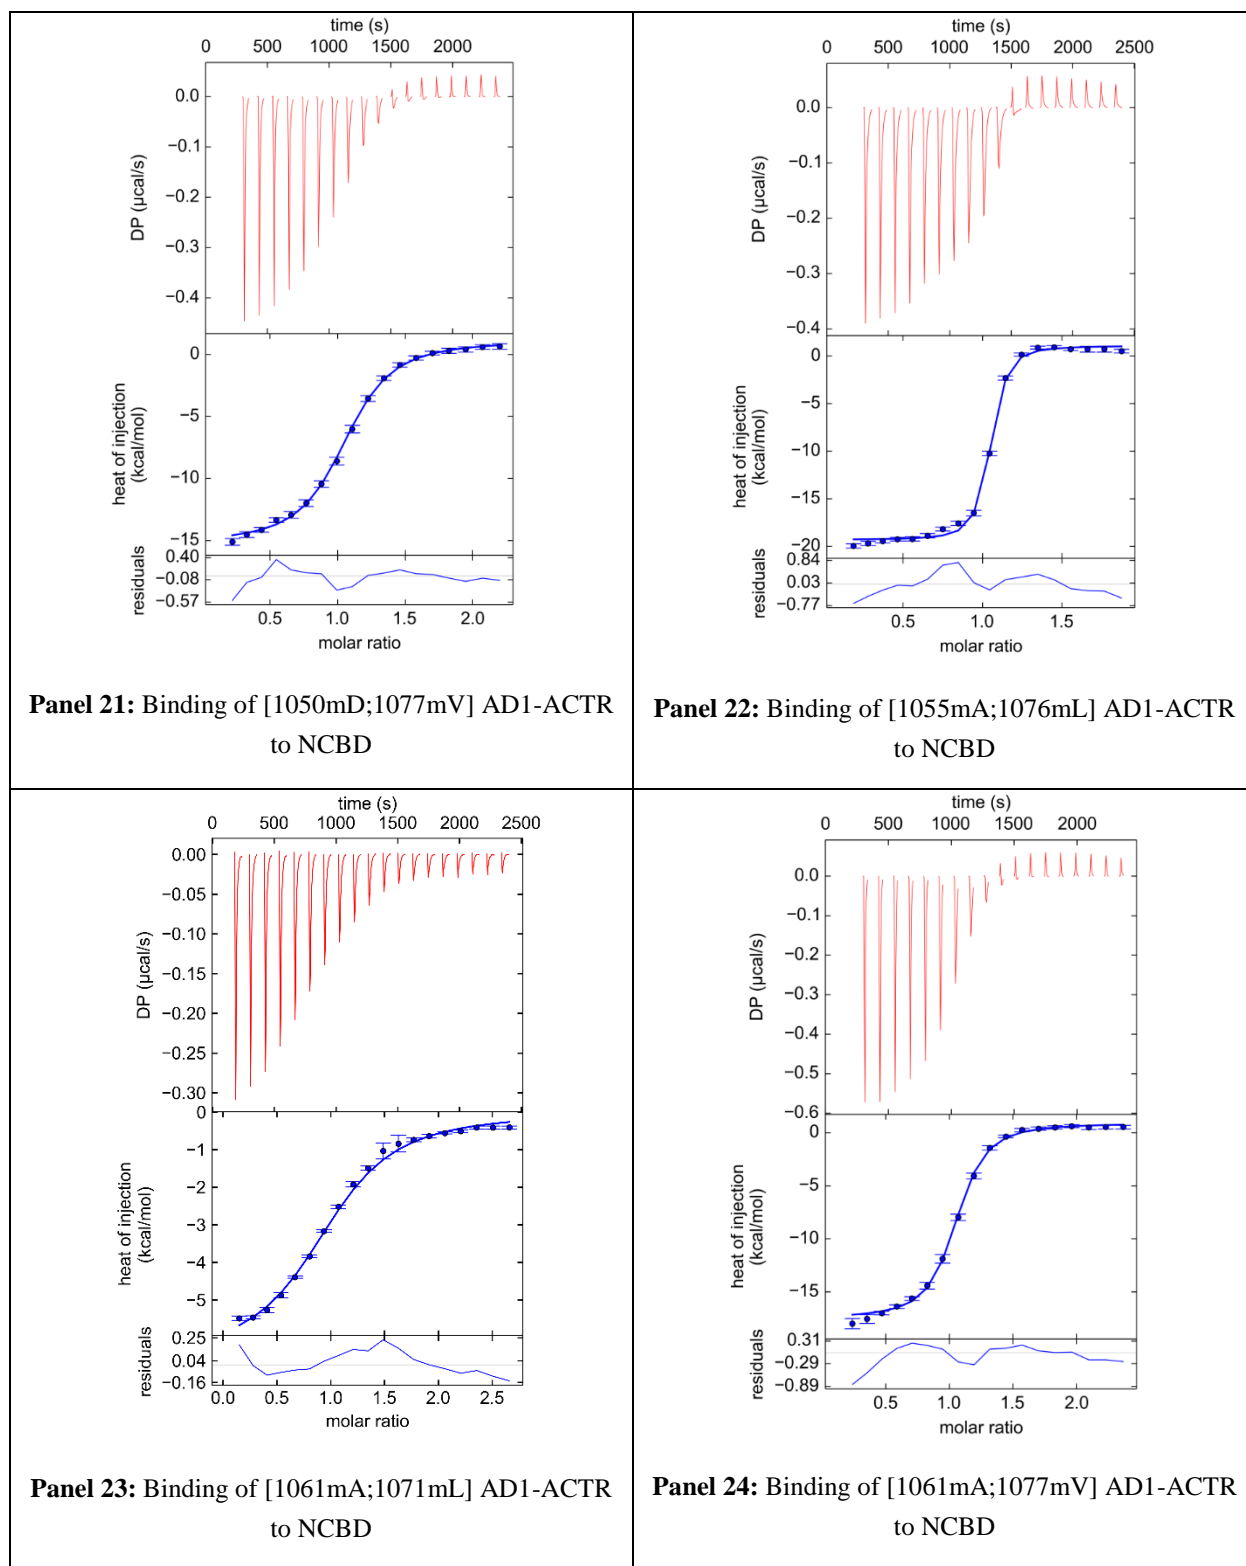 time (s)
0 500 1000 1500 2000
0.0
−0.1
−0.2
−0.3
−0.4
DP (µcal/s)
0
−5
−10
−15
heat of injection
(kcal/mol)
0.40
−0.08
−0.57
residuals
0.5 1.0 1.5 2.0
molar ratio
Panel 21: Binding of [1050mD;1077mV] AD1-ACTR
to NCBD
time (s)
0 500 1000 1500 2000 2500
0.0
−0.1
−0.2
−0.3
−0.4
DP (µcal/s)
0
−5
−10
−15
−20
heat of injection
(kcal/mol)
0.84
0.03
−0.77
residuals
0.5 1.0 1.5
molar ratio
Panel 22: Binding of [1055mA;1076mL] AD1-ACTR
to NCBD
time (s)
0 500 1000 1500 2000 2500
0.00
−0.05
−0.10
−0.15
−0.20
−0.25
−0.30
DP (µcal/s)
0
−1
−2
−3
−4
−5
heat of injection
(kcal/mol)
0.25
0.04
−0.16
residuals
0.0 0.5 1.0 1.5 2.0 2.5
molar ratio
Panel 23: Binding of [1061mA;1071mL] AD1-ACTR
to NCBD
time (s)
0 500 1000 1500 2000
0.0
−0.1
−0.2
−0.3
−0.4
−0.5
−0.6
DP (µcal/s)
0
−5
−10
−15
heat of injection
(kcal/mol)
0.31
−0.29
−0.89
residuals
0.5 1.0 1.5 2.0
molar ratio
Panel 24: Binding of [1061mA;1077mV] AD1-ACTR
to NCBD